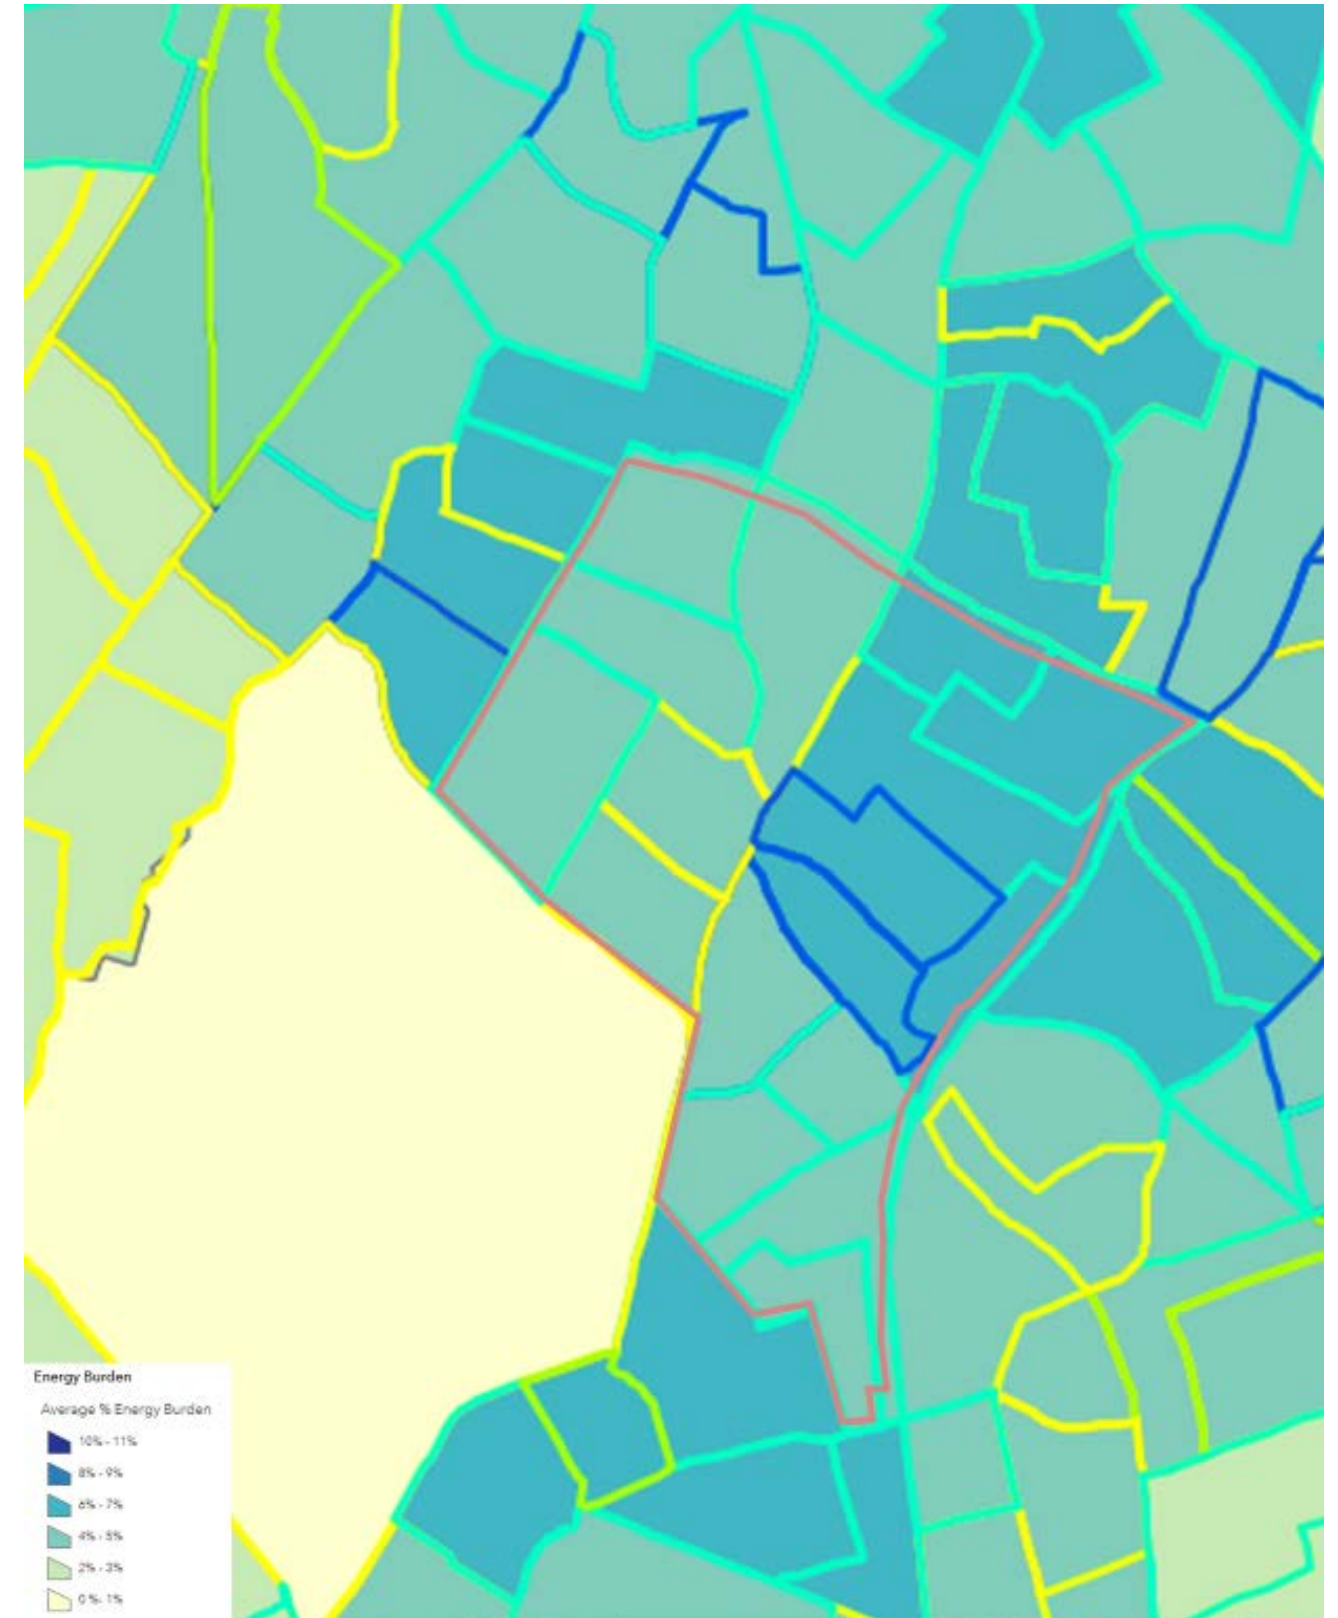 Energy Burden
Average % Energy Burden
10% - 11%
8% - 9%
6% - 7%
4% - 5%
2% - 3%
0 %- 1%